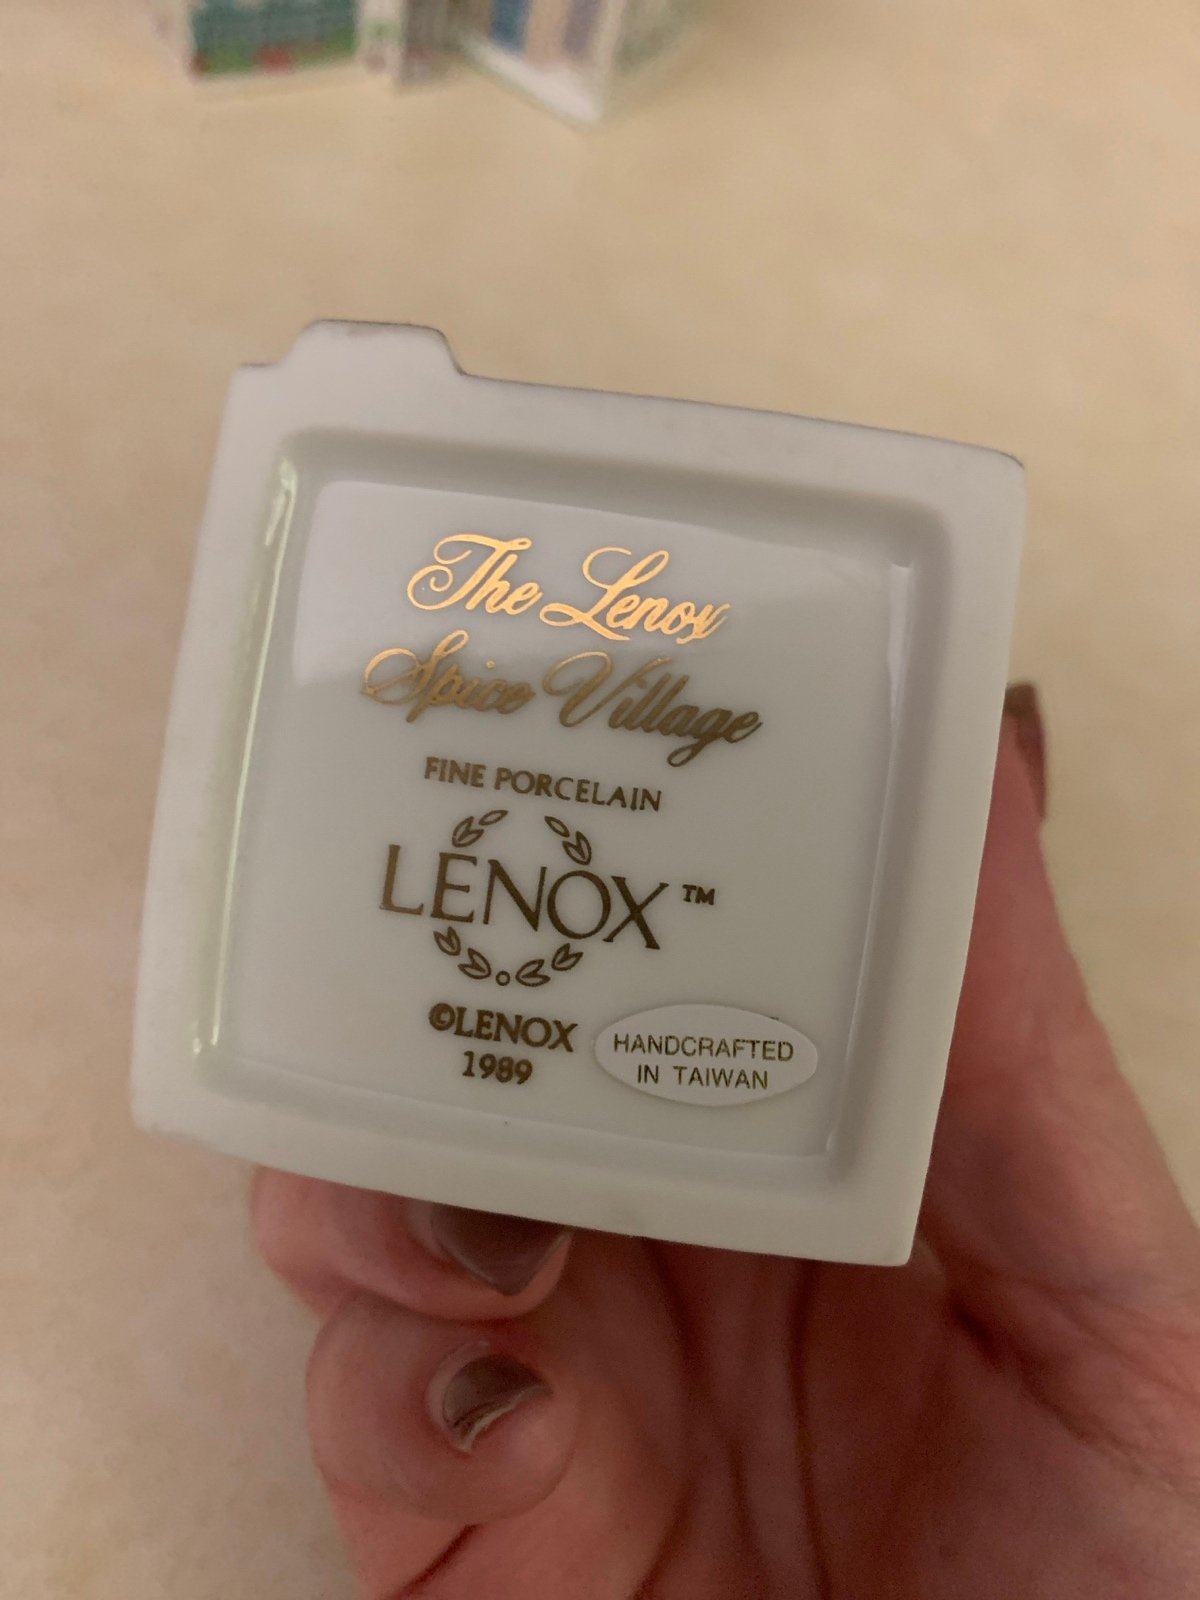 The Lenox
Spice Village
FINE PORCELAIN
LENOX™
©LENOX
1989
HANDCRAFTED
IN TAIWAN